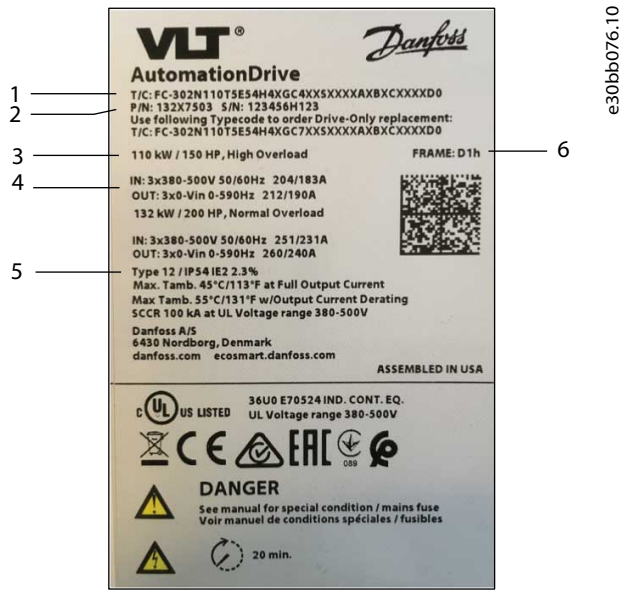 VLT®
Danfoss
AutomationDrive
T/C: FC-302N110T5E54H4XGC4XXSXXXXAXBXCXXXXD0
P/N: 132X7503 S/N: 123456H123
Use following Typecode to order Drive-Only replacement:
T/C: FC-302N110T5E54H4XGC7XXSXXXXAXBXCXXXXD0
110 kW / 150 HP, High Overload
FRAME: D1h
IN: 3x380-500V 50/60Hz 204/183A
OUT: 3x0-Vin 0-590Hz 212/190A
132 kW / 200 HP, Normal Overload
IN: 3x380-500V 50/60Hz 251/231A
OUT: 3x0-Vin 0-590Hz 260/240A
Type 12 / IP54 IE2 2.3%
Max. Tamb. 45°C/113°F at Full Output Current
Max Tamb. 55°C/131°F w/Output Current Derating
SCCR 100 kA at UL Voltage range 380-500V
Danfoss A/S
6430 Nordborg, Denmark
danfoss.com ecosmart.danfoss.com
ASSEMBLED IN USA
C UL US LISTED
36U0 E70524 IND. CONT. EQ.
UL Voltage range 380-500V
CE EAC
089
DANGER
See manual for special condition / mains fuse
Voir manuel de conditions spéciales / fusibles
20 min.
1
2
3
4
5
6
e30bb076.10